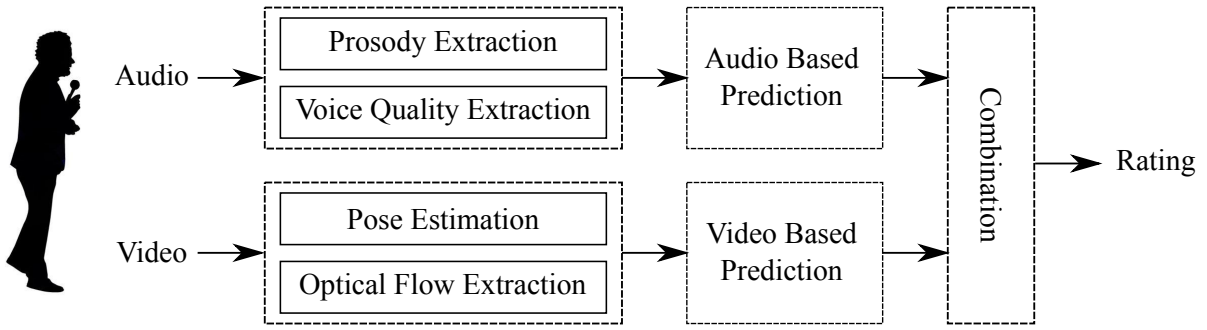 Audio
Prosody Extraction
Voice Quality Extraction
Audio Based
Prediction
Video
Pose Estimation
Optical Flow Extraction
Video Based
Prediction
Combination
Rating